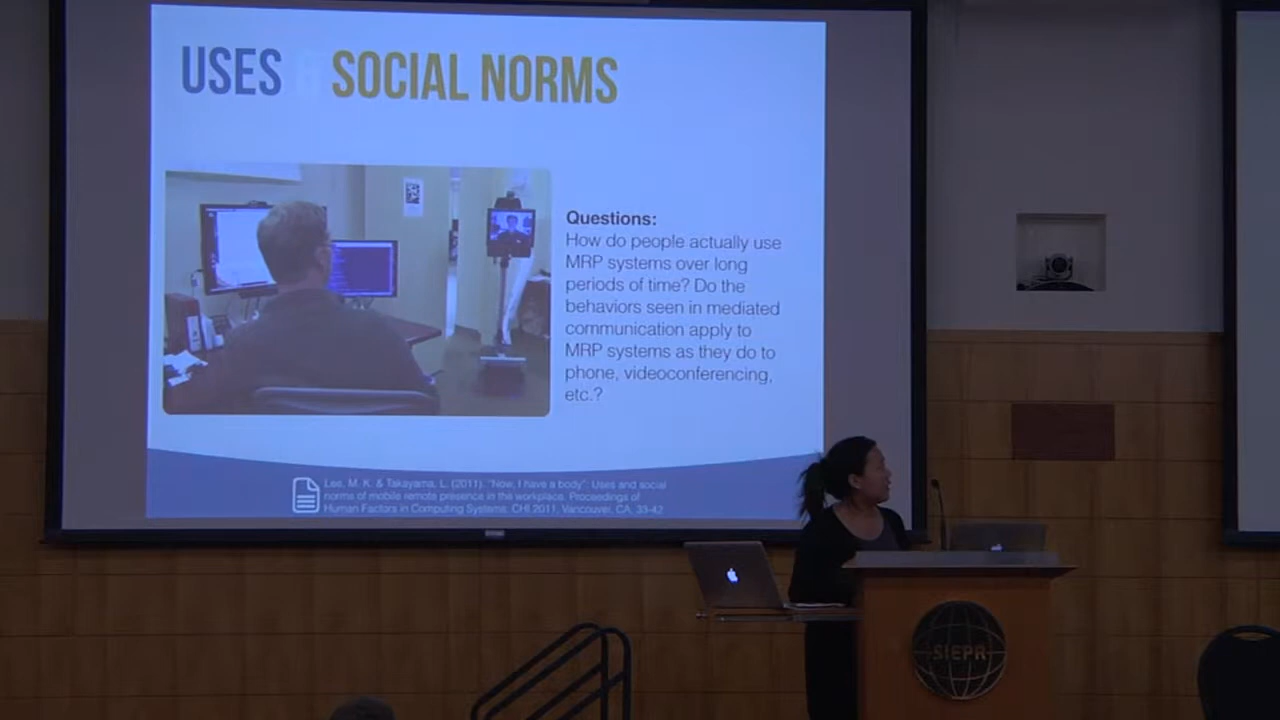 USES & SOCIAL NORMS
Questions:
How do people actually use
MRP systems over long
periods of time? Do the
behaviors seen in mediated
communication apply to
MRP systems as they do to
phone, videoconferencing,
etc.?
Lee, M. K. & Takayama, L. (2011). "Now, I have a body": Uses and social
norms of mobile remote presence in the workplace. Proceedings of
Human Factors in Computing Systems: CHI 2011, Vancouver, CA, 33-42
SIEPR